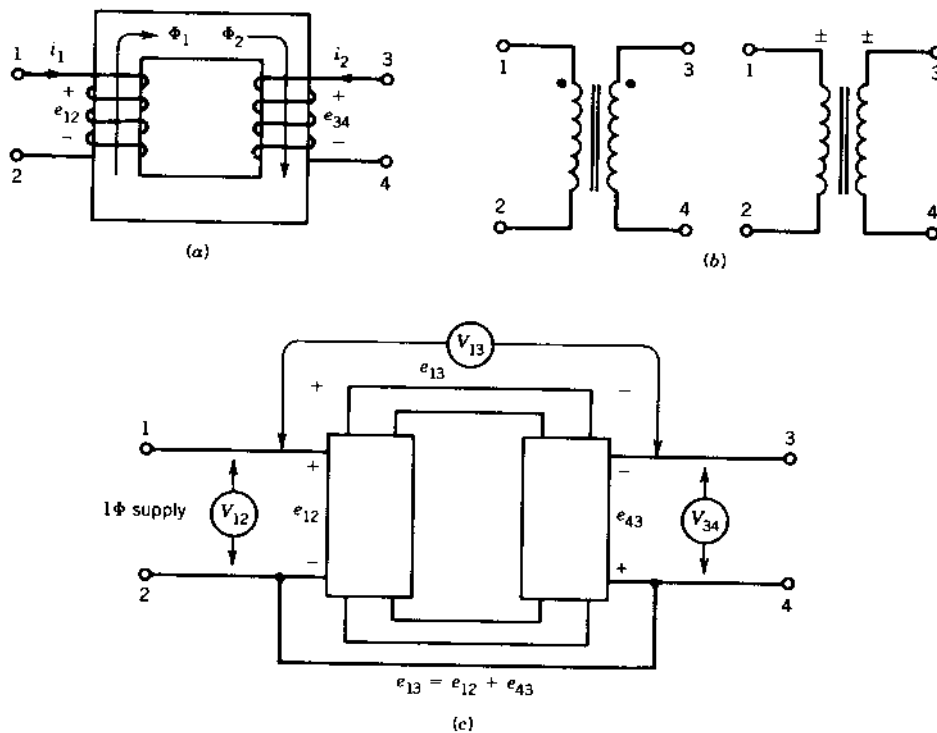 Φ₁ Φ₂
1 i₁ i₂ 3
+ +
e₁₂ e₃₄
− −
2 4
(a)
± ±
1 3 1 3
2 4 2 4
(b)
V₁₃
e₁₃
+ −
1 3
+ −
1Φ supply V₁₂ e₁₂ e₄₃ V₃₄
− +
2 4
e₁₃ = e₁₂ + e₄₃
(c)